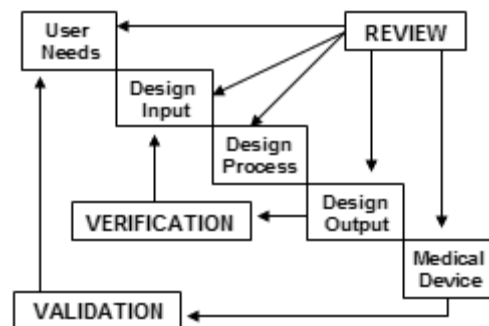 User
Needs
REVIEW
Design
Input
Design
Process
VERIFICATION
Design
Output
Medical
Device
VALIDATION